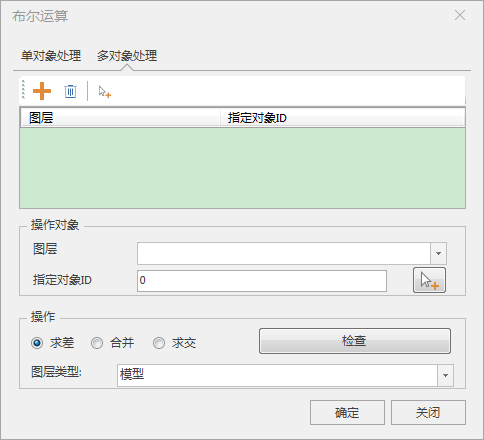 布尔运算
单对象处理 多对象处理
图层 指定对象ID
操作对象
图层
指定对象ID 0
操作
求差 合并 求交 检查
图层类型: 模型
确定 关闭